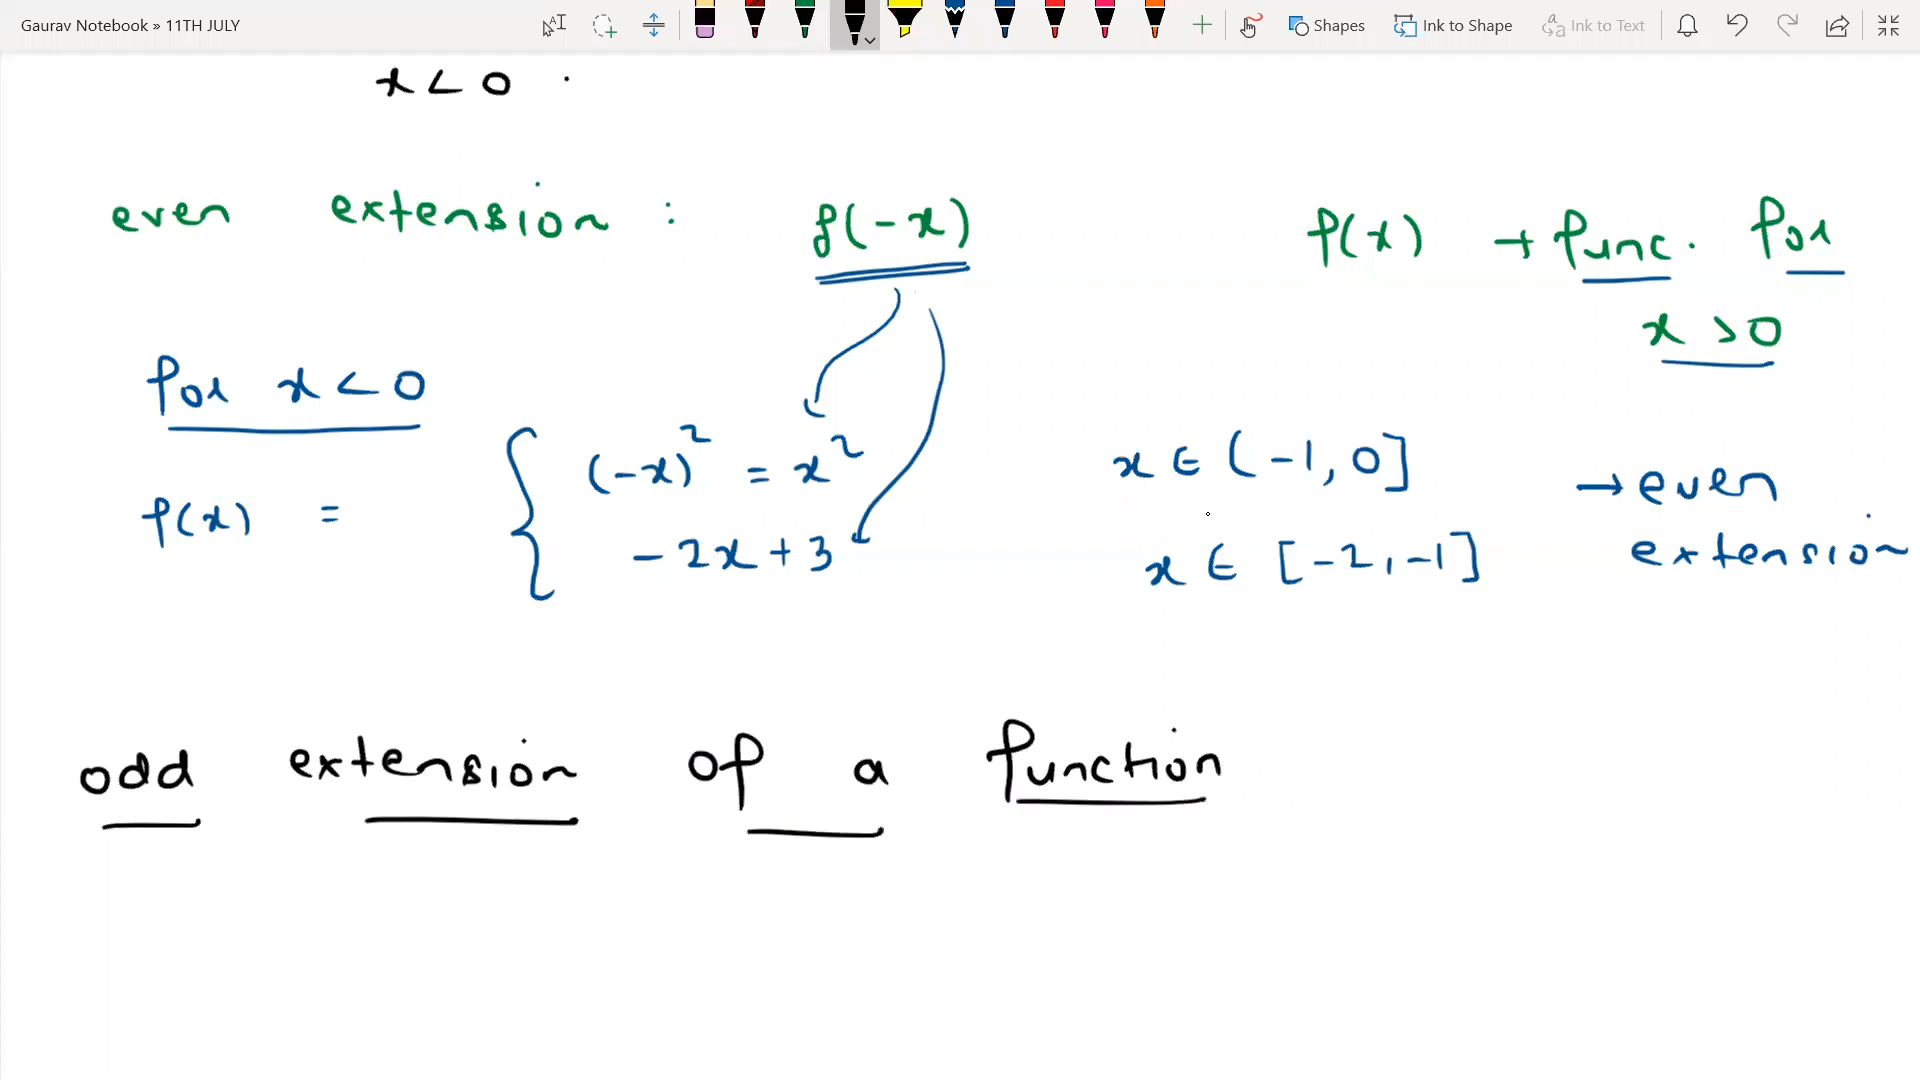 Gaurav Notebook » 11TH JULY Shapes Ink to Shape Ink to Text
x < 0 .
even extension : f(-x) f(x) → func. for
x > 0
for x < 0
f(x) = { (-x)² = x² x ∈ (-1, 0] → even
-2x + 3 x ∈ [-2, -1] extension
odd extension of a function